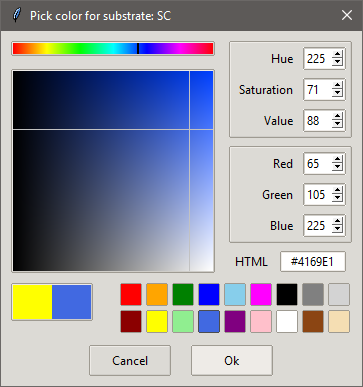 Pick color for substrate: SC
Hue 225
Saturation 71
Value 88
Red 65
Green 105
Blue 225
HTML #4169E1
Cancel Ok